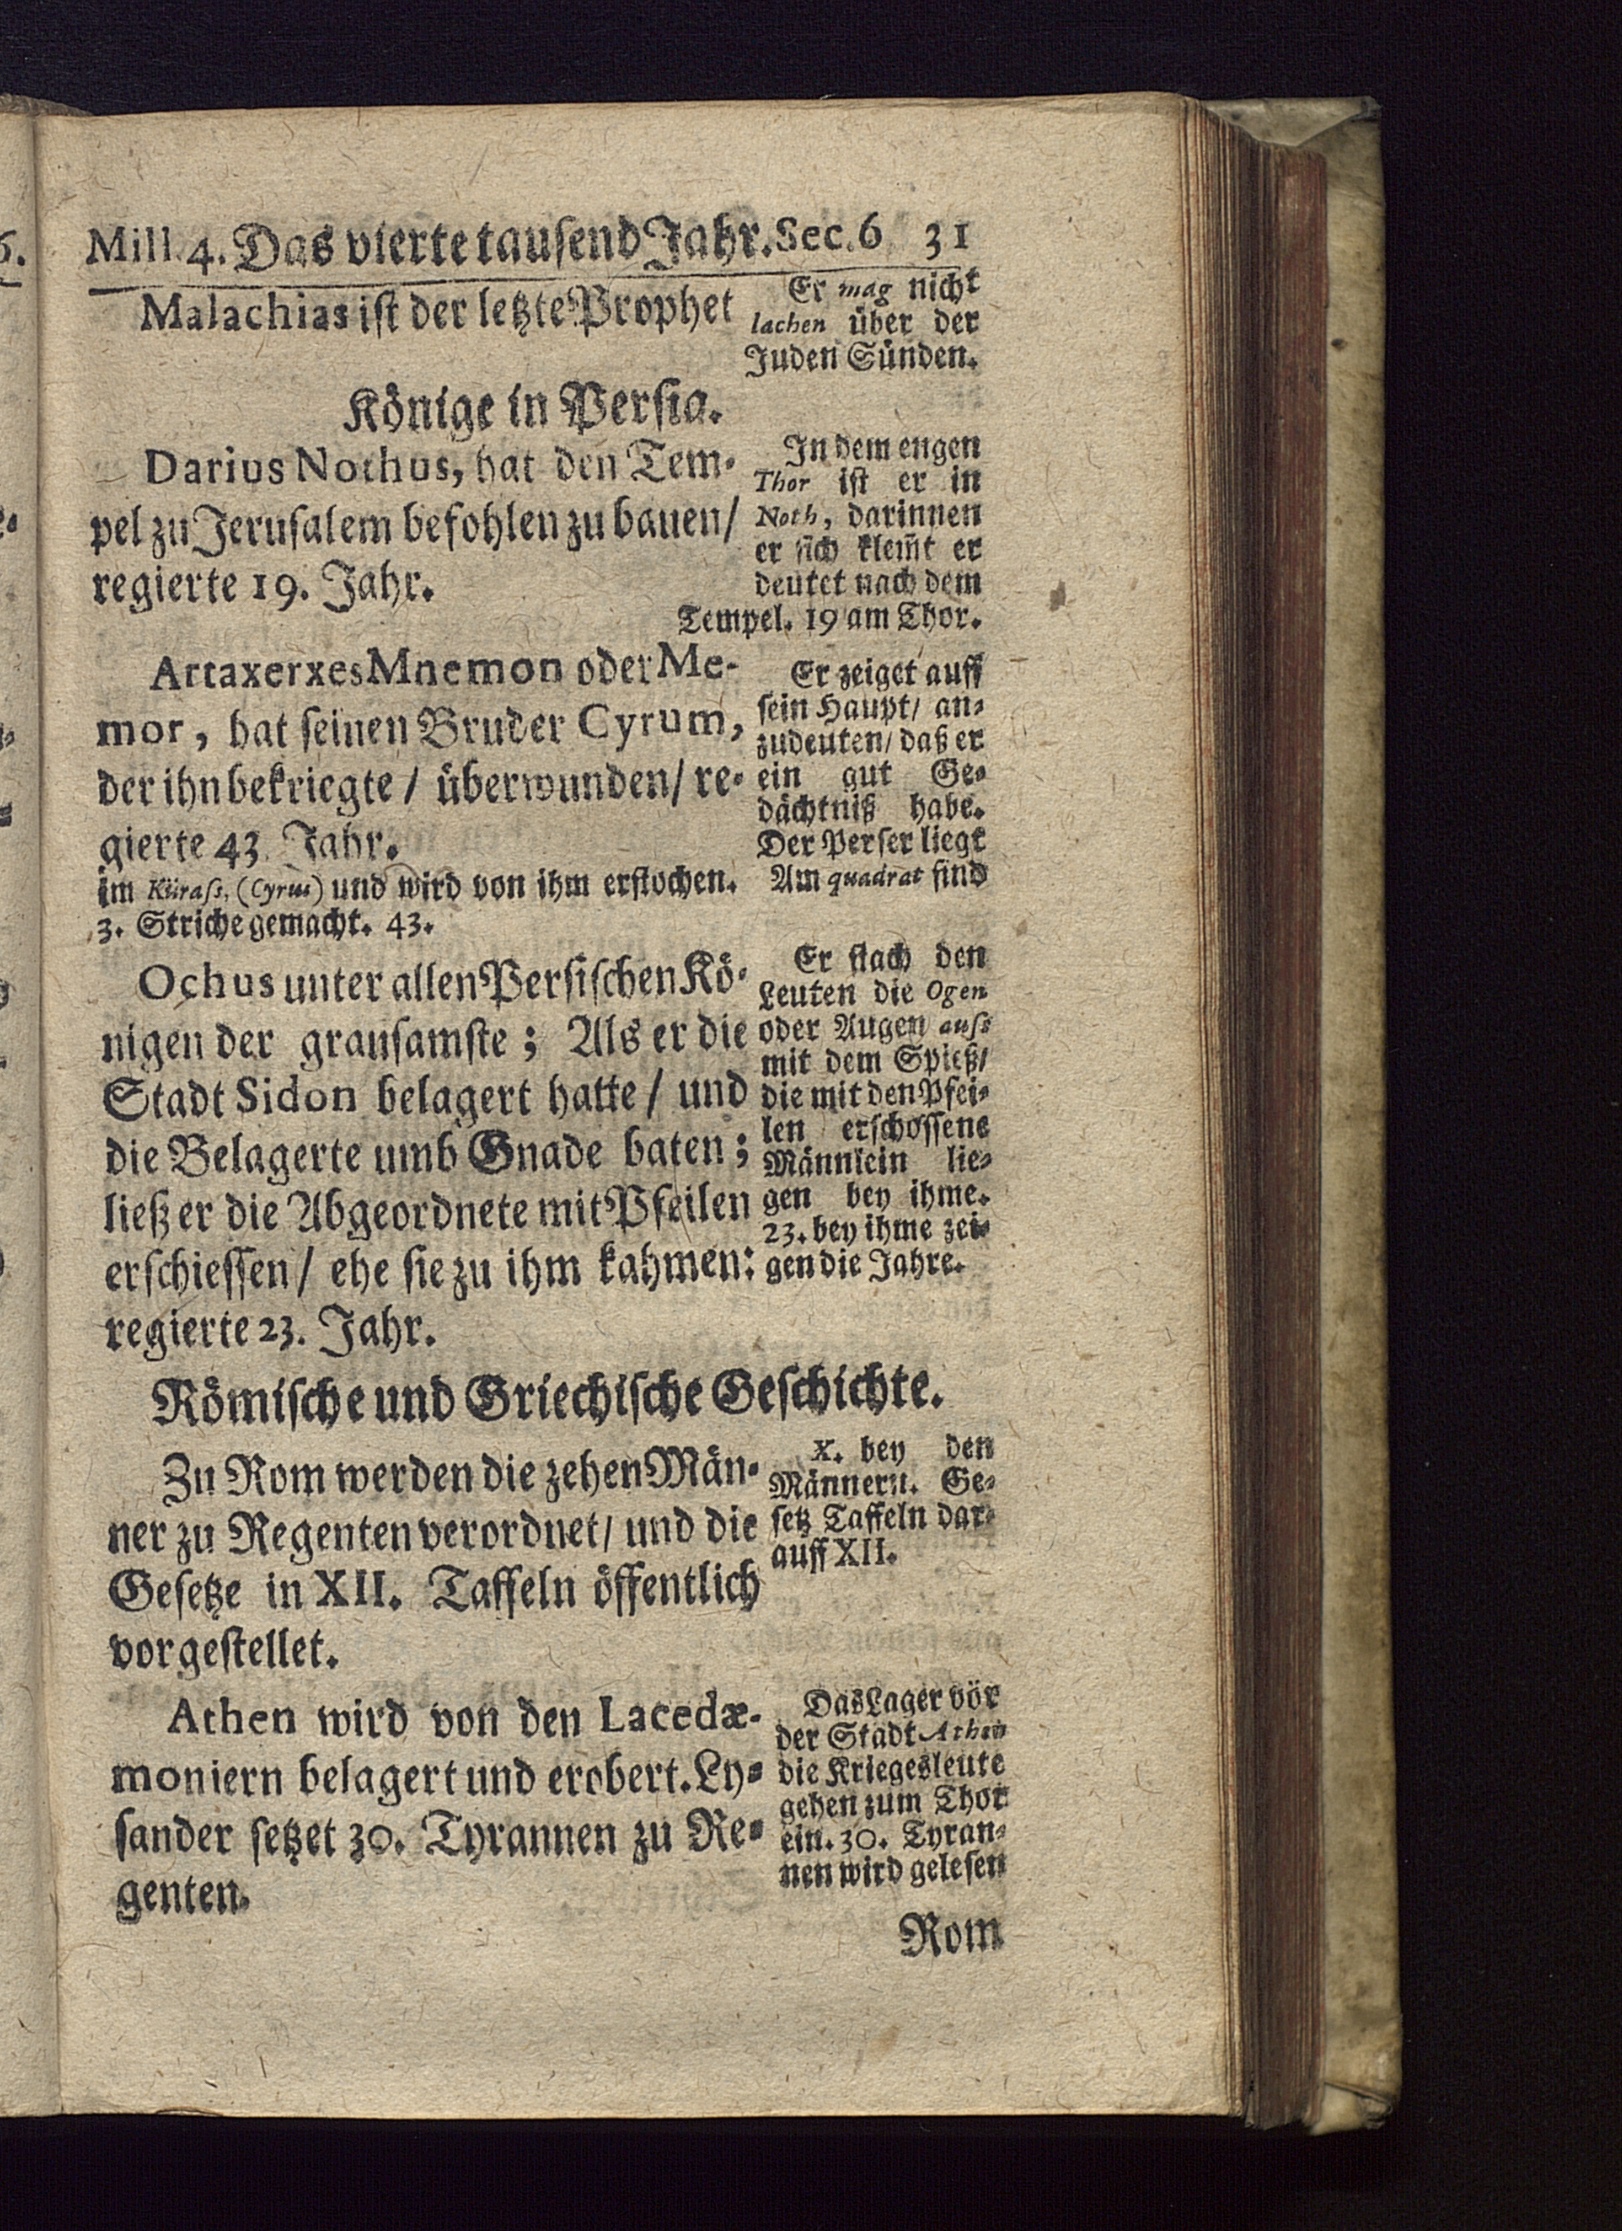 Mill. 4. Das vierte tausend Jahr. Sec. 6 31
Malachias ist der letzte Prophet
Er mag nicht
lachen über der
Juden Sünden.
Könige in Persia.
Darius Nothus, hat den Tem-
pel zu Jerusalem befohlen zu bauen/
regierte 19. Jahr.
In dem engen
Thor ist er in
Noth, darinnen
er sich klem̃t er
deutet nach dem
Tempel. 19 am Thor.
Artaxerxes Mnemon oder Me-
mor, hat seinen Bruder Cyrum,
der ihn bekriegte / überwunden/ re-
gierte 43 Jahr.
Er zeiget auff
sein Haupt/ an-
zudeuten/ daß er
ein gut Ge-
dächtniß habe.
Der Perser liegt
im Küraß, (Cyrus) und wird von ihm erstochen. Am quadrat sind
3. Striche gemacht. 43.
Ochus unter allen Persischen Kö-
nigen der grausamste; Als er die
Stadt Sidon belagert hatte / und
die Belagerte umb Gnade baten;
ließ er die Abgeordnete mit Pfeilen
erschiessen / ehe sie zu ihm kahmen:
regierte 23. Jahr.
Er stach den
Leuten die Ogen
oder Augen auss
mit dem Spieß/
die mit den Pfei-
len erschossene
Männlein lie-
gen bey ihme.
23. bey ihme zei-
gen die Jahre.
Römische und Griechische Geschichte.
Zu Rom werden die zehen Män-
ner zu Regenten verordnet/ und die
Gesetze in XII. Taffeln öffentlich
vorgestellet.
X. bey den
Männern. Ge-
setz Taffeln dar-
auff XII.
Athen wird von den Lacedæ-
moniern belagert und erobert. Ly-
sander setzet 30. Tyrannen zu Re-
genten.
Das Lager vör
der Stadt Athen
die Kriegesleute
gehen zum Thor
ein. 30. Tyran-
nen wird gelesen
Rom